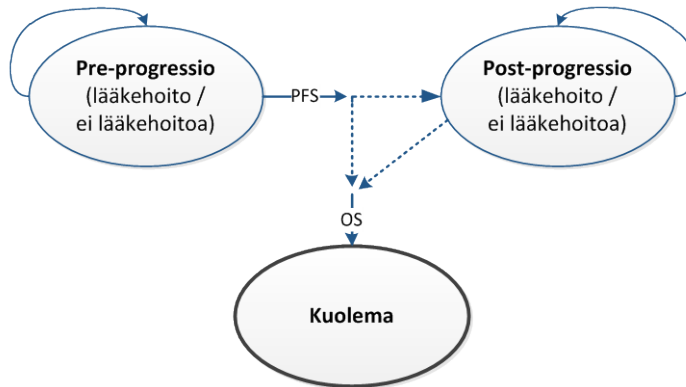 Pre-progressio
(lääkehoito /
ei lääkehoitoa)
PFS
Post-progressio
(lääkehoito /
ei lääkehoitoa)
OS
Kuolema